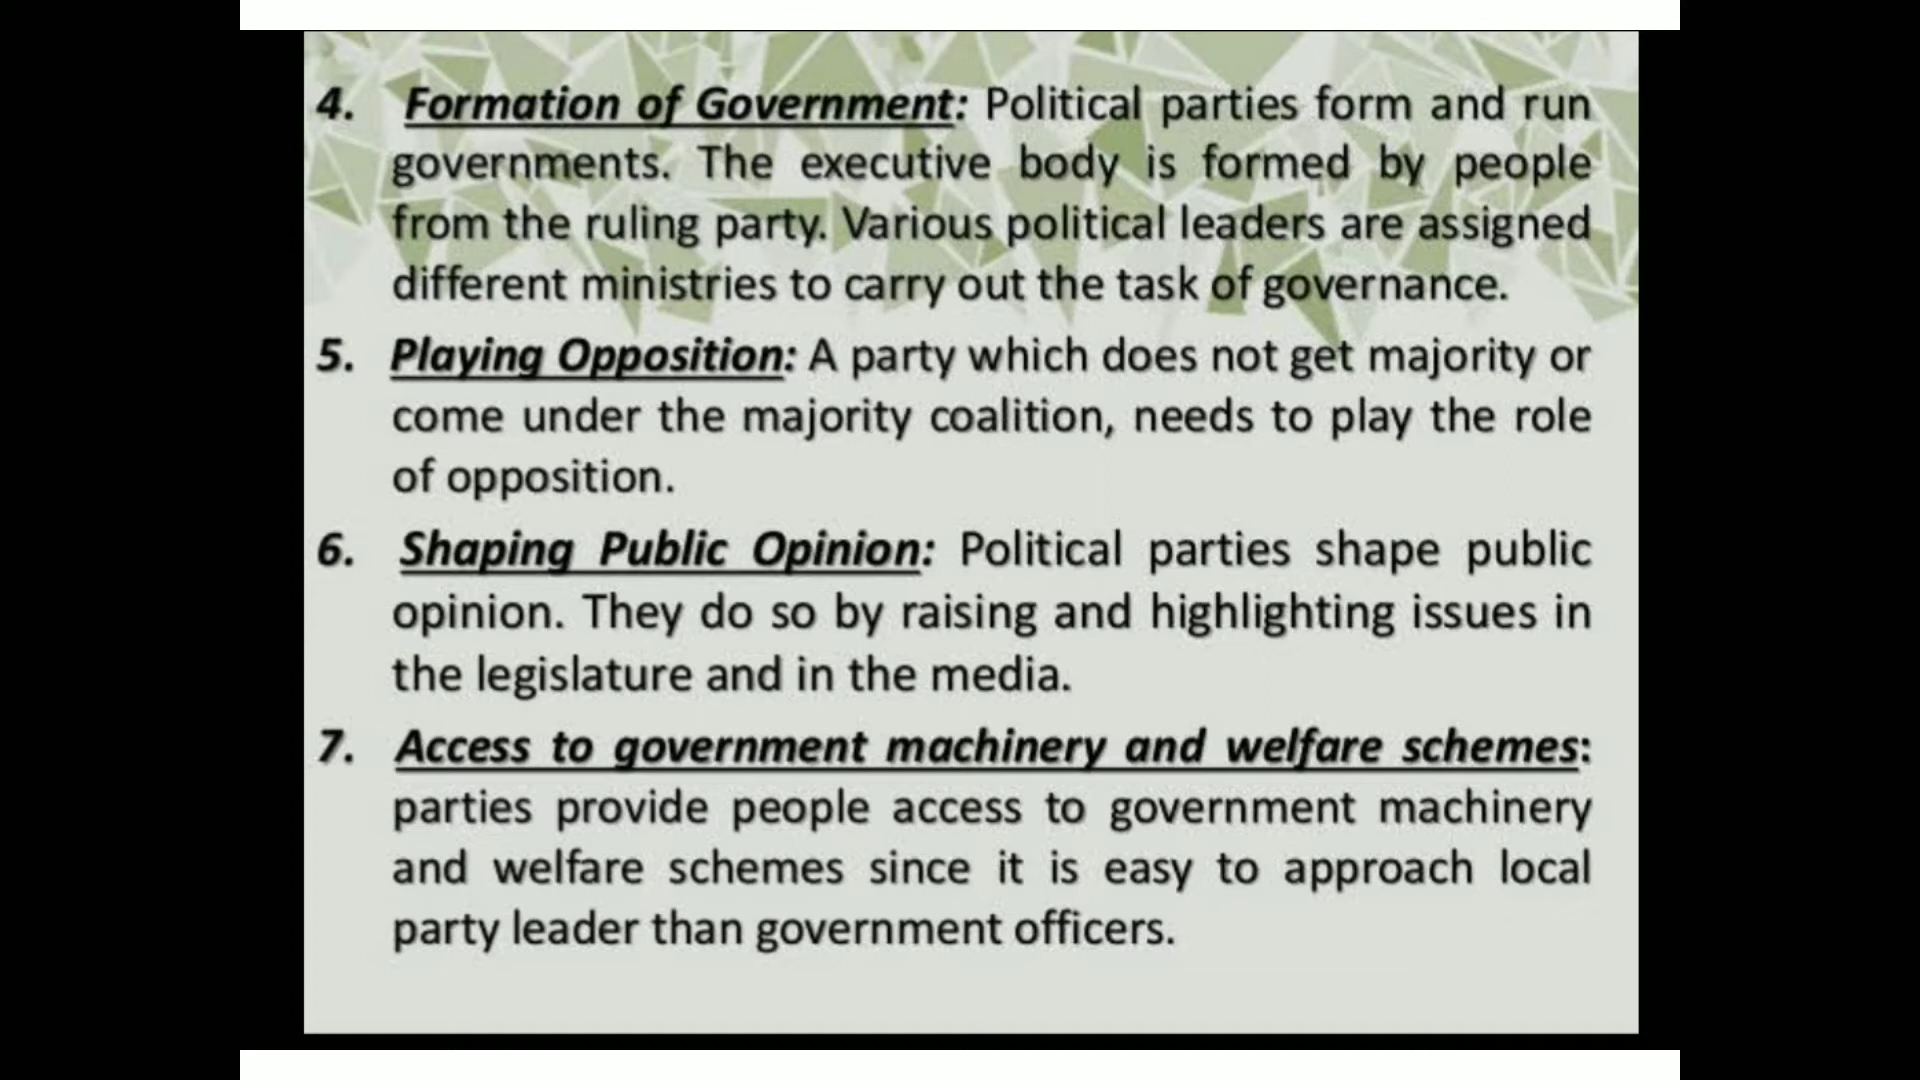 4. Formation of Government: Political parties form and run
governments. The executive body is formed by people
from the ruling party. Various political leaders are assigned
different ministries to carry out the task of governance.
5. Playing Opposition: A party which does not get majority or
come under the majority coalition, needs to play the role
of opposition.
6. Shaping Public Opinion: Political parties shape public
opinion. They do so by raising and highlighting issues in
the legislature and in the media.
7. Access to government machinery and welfare schemes:
parties provide people access to government machinery
and welfare schemes since it is easy to approach local
party leader than government officers.